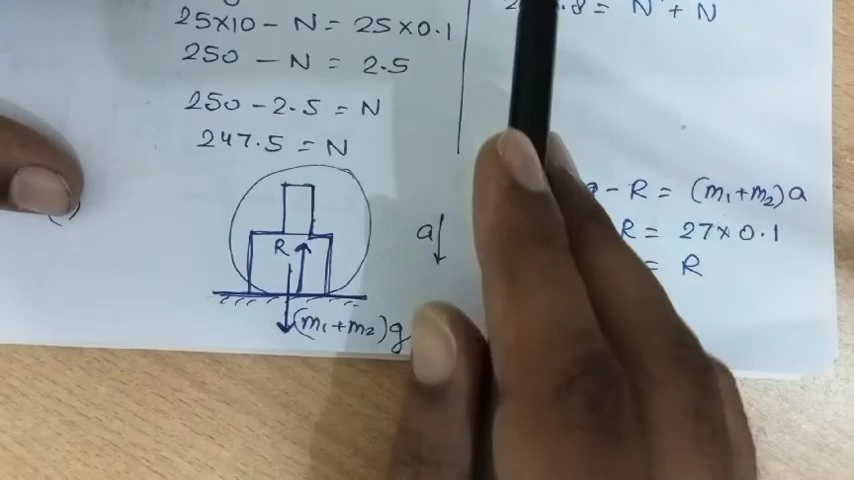 25×10 - N = 25×0.1
250 - N = 2.5
250 - 2.5 = N
247.5 = N
R
(m₁+m₂)g
a
.8 = N + N
- R = (m₁+m₂)a
R = 27×0.1
= R